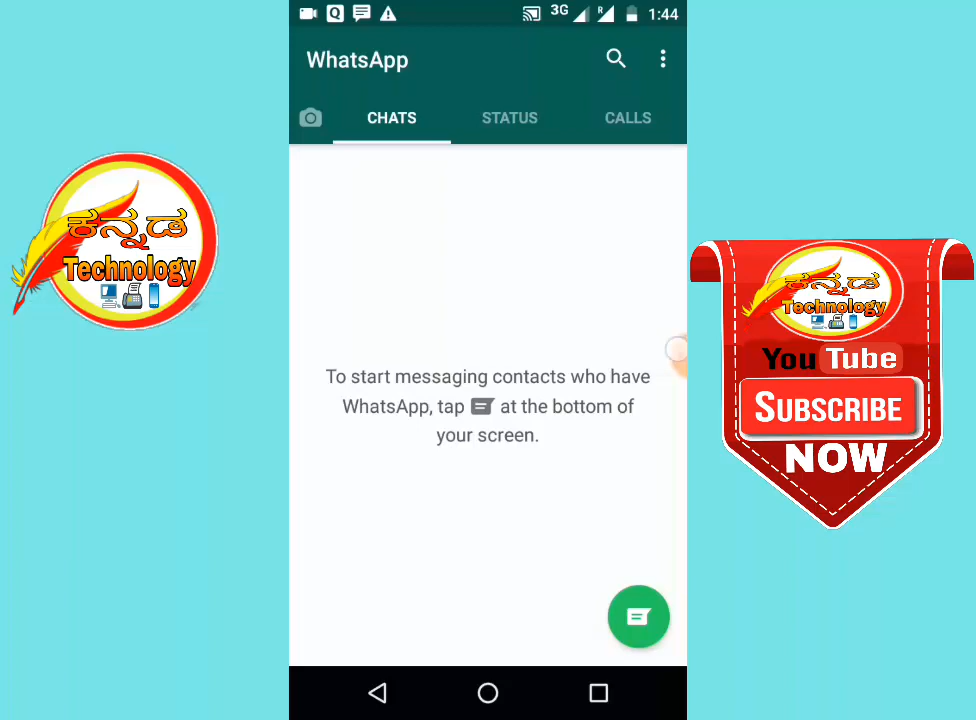 3G
R
1:44
WhatsApp
CHATS
STATUS
CALLS
To start messaging contacts who have
WhatsApp, tap at the bottom of
your screen.
ಕನ್ನಡ
Technology
ಕನ್ನಡ
Technology
YouTube
SUBSCRIBE
NOW